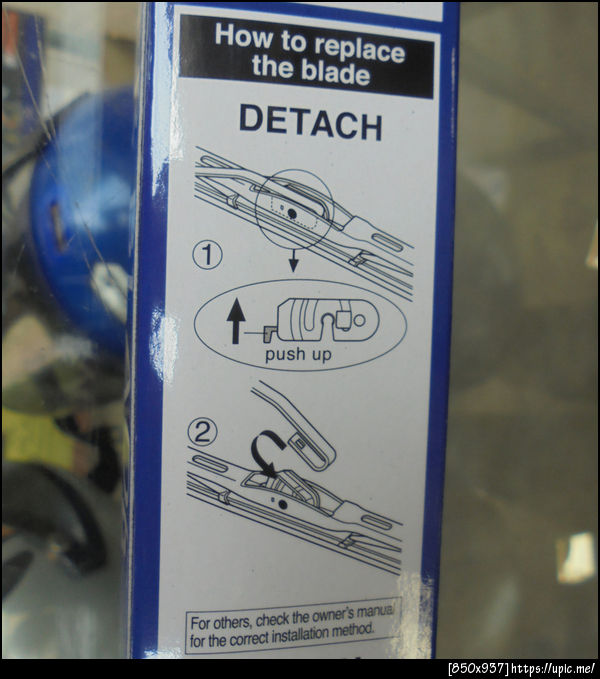 How to replace
the blade
DETACH
①
push up
②
For others, check the owner's manual
for the correct installation method.
[850x937]https://upic.me/